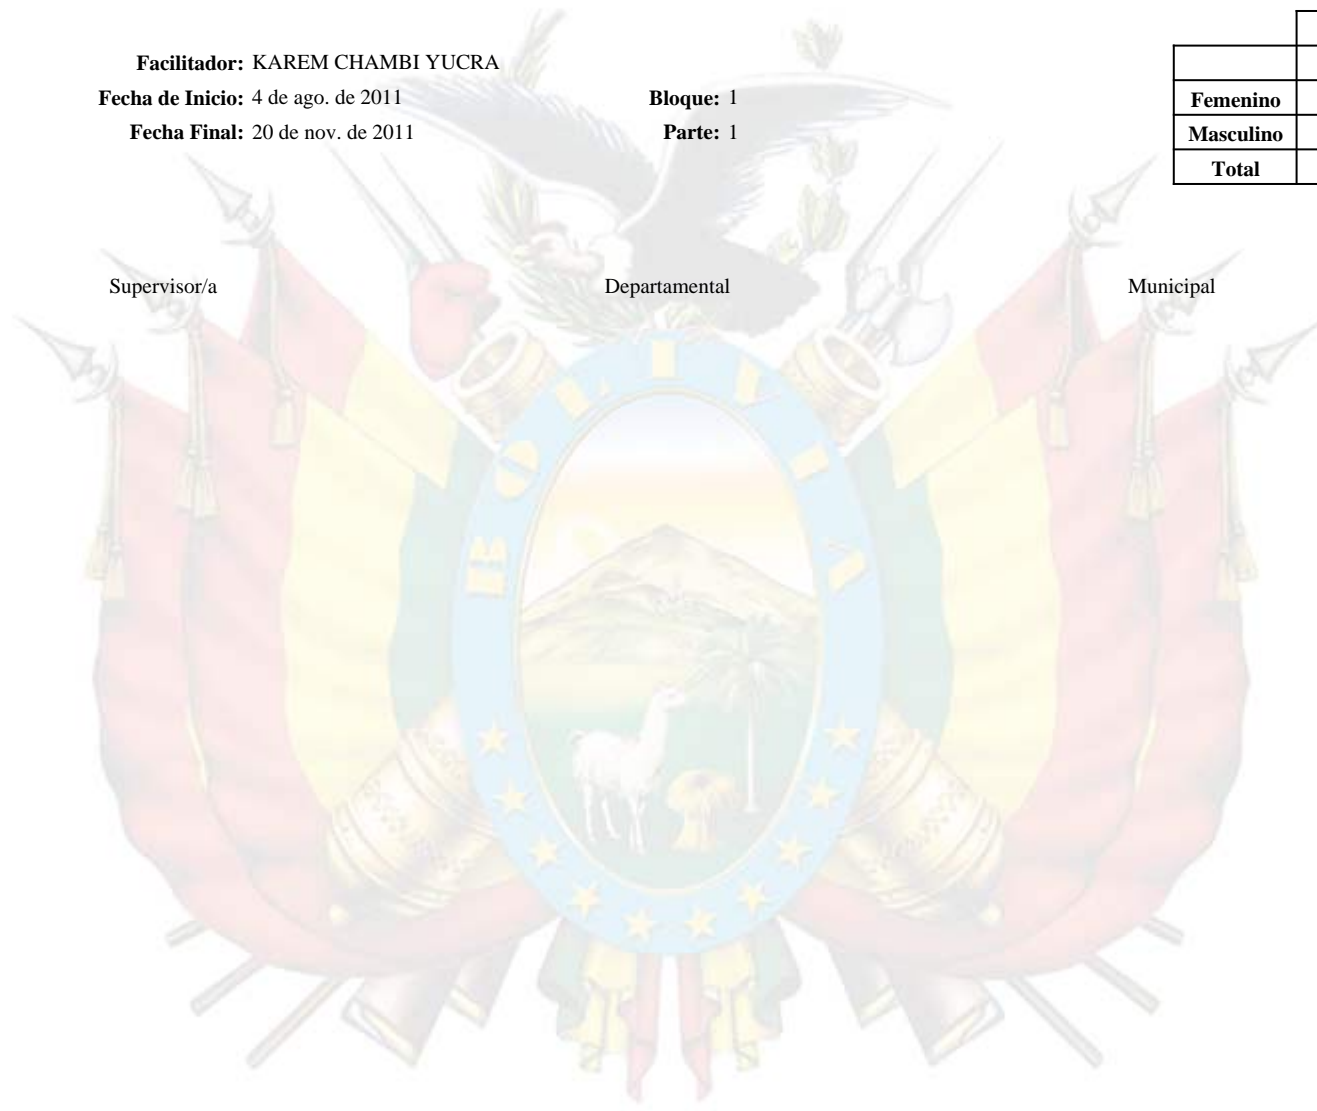 Facilitador: KAREM CHAMBI YUCRA
Fecha de Inicio: 4 de ago. de 2011 Bloque: 1
Fecha Final: 20 de nov. de 2011 Parte: 1
Femenino
Masculino
Total
Supervisor/a Departamental Municipal
BOLIVIA